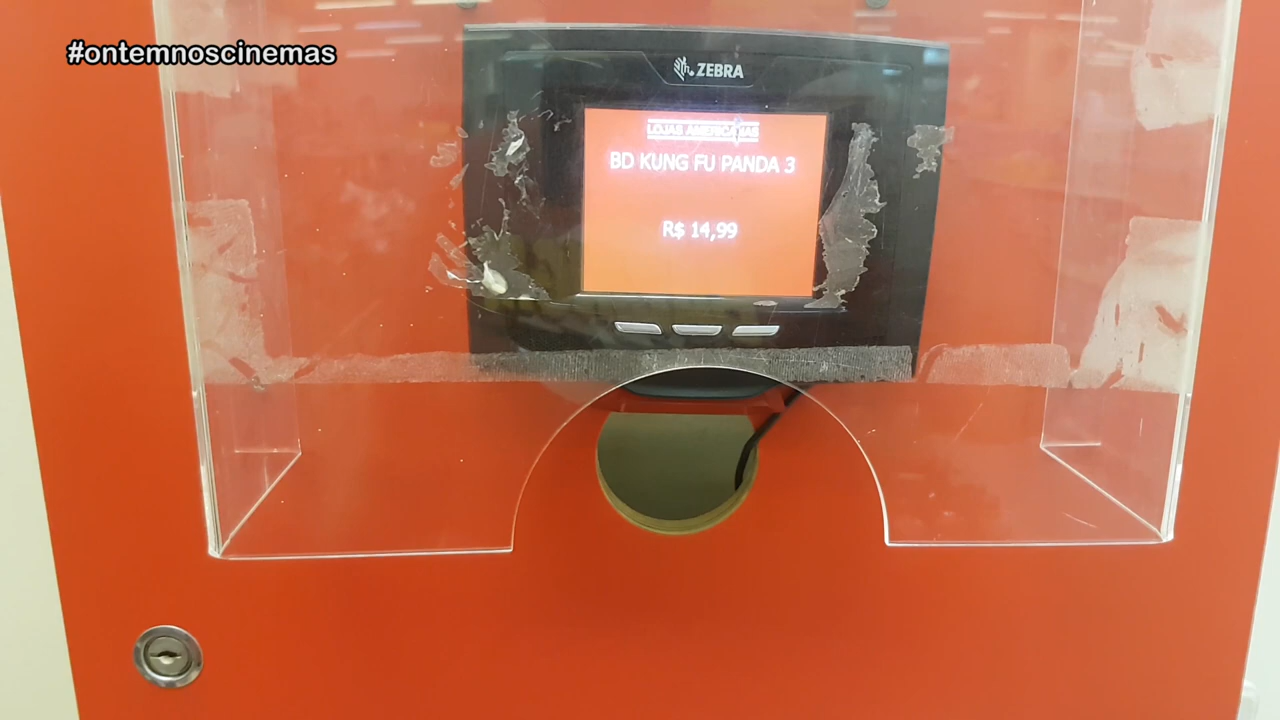 #ontemnoscinemas
ZEBRA
LOJAS AMERICANAS
BD KUNG FU PANDA 3
R$ 14,99